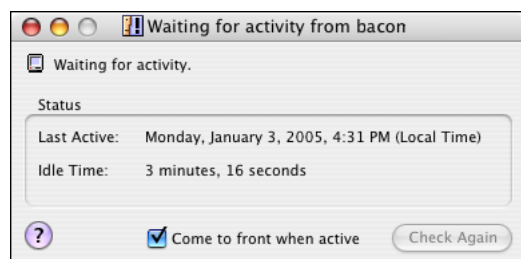 Waiting for activity from bacon
Waiting for activity.
Status
Last Active: Monday, January 3, 2005, 4:31 PM (Local Time)
Idle Time: 3 minutes, 16 seconds
? Come to front when active Check Again